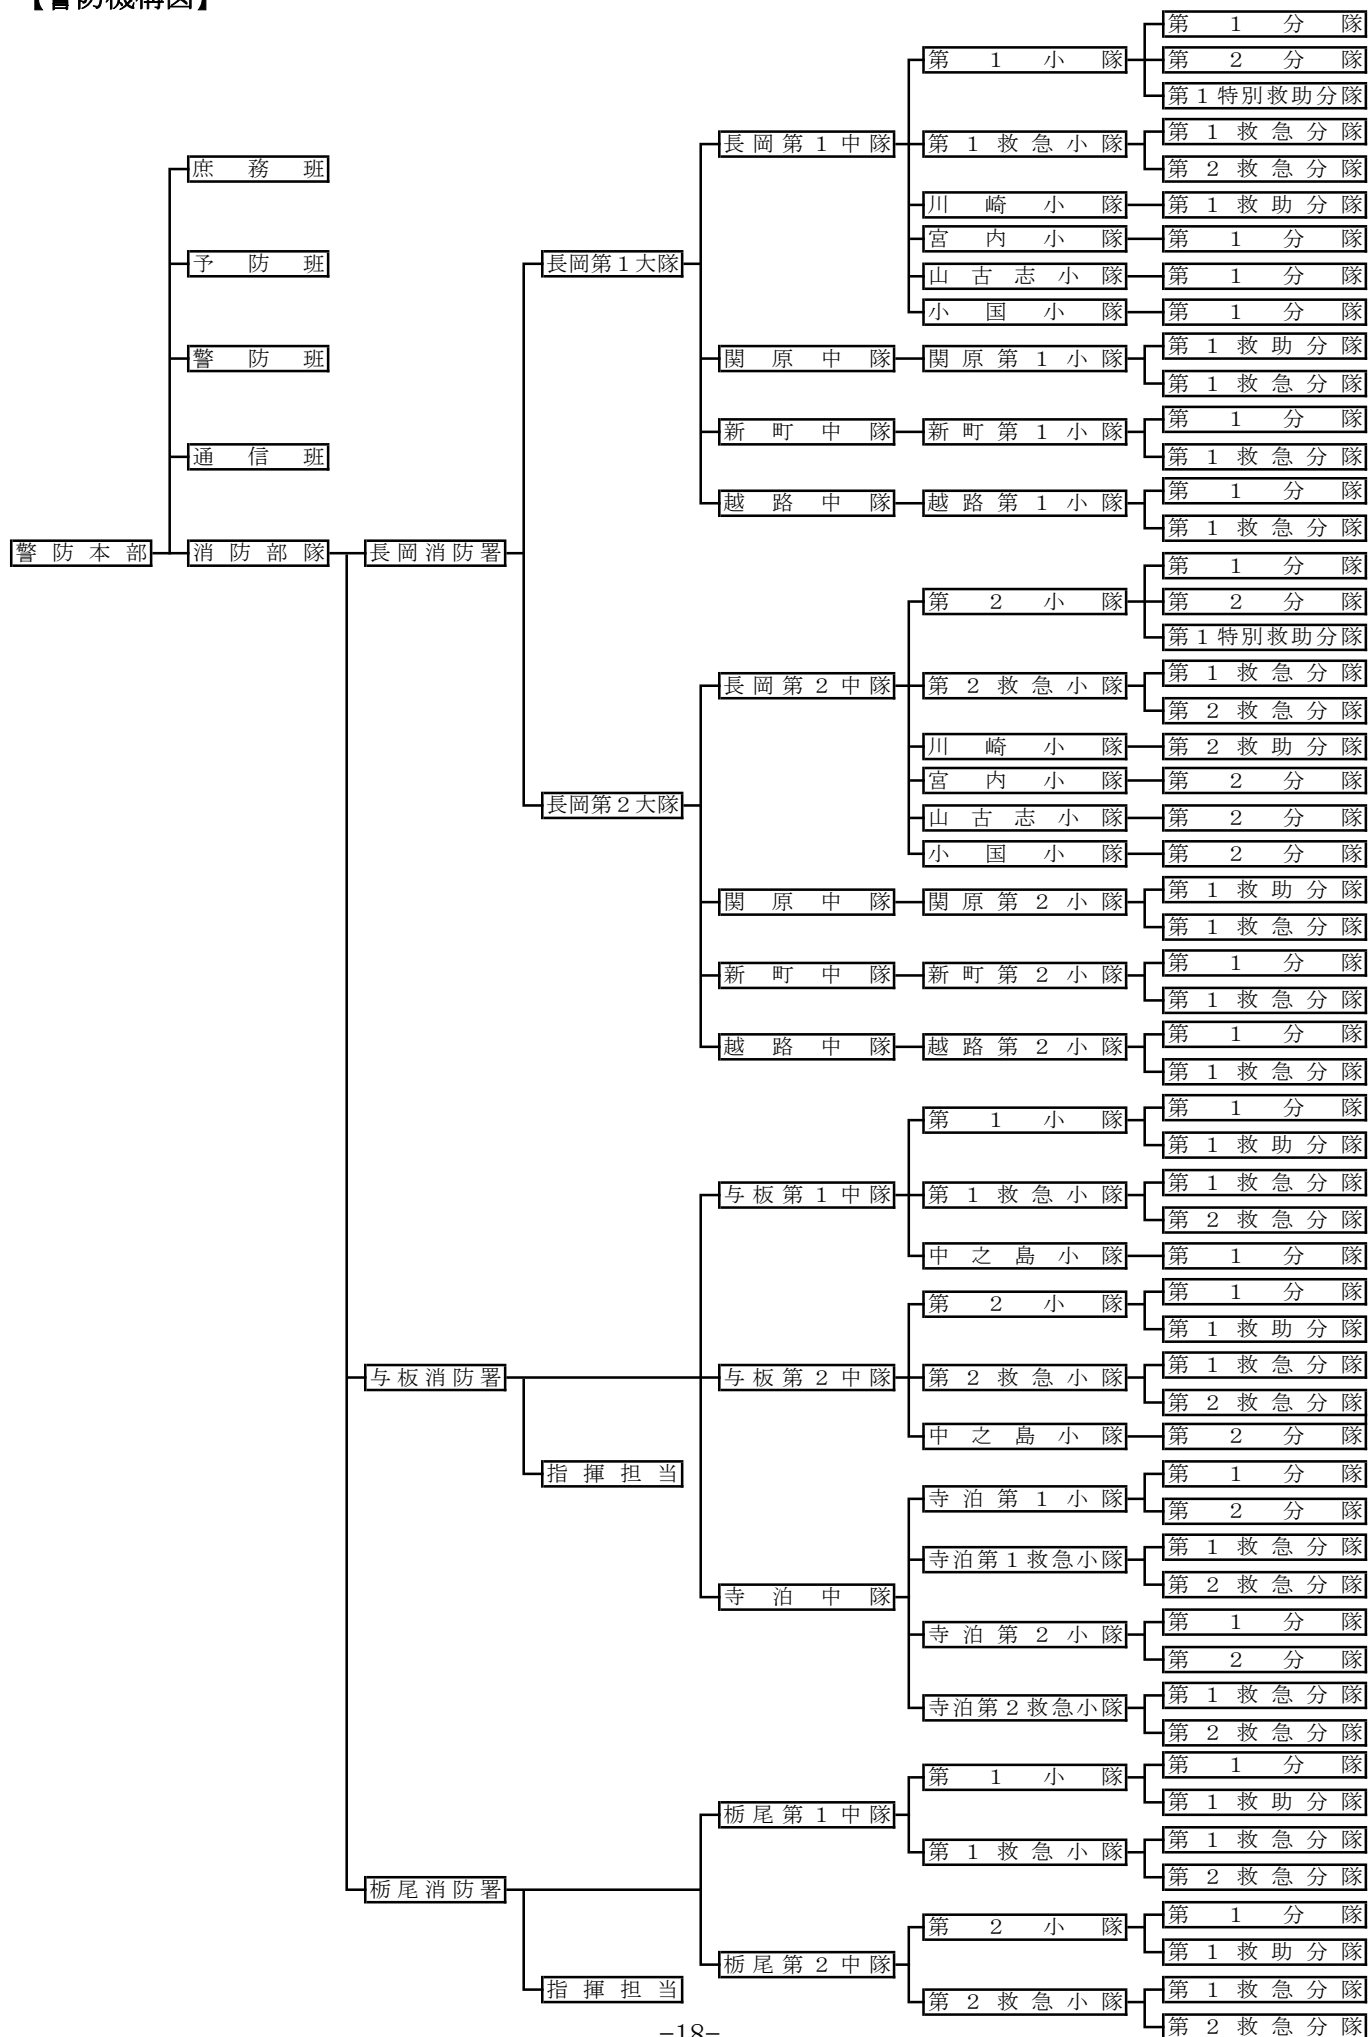 【警防機構図】
第1分隊
第1小隊 第2分隊
第1特別救助分隊
長岡第1中隊 第1救急小隊 第1救急分隊
庶務班 第2救急分隊
川崎小隊 第1救助分隊
宮内小隊 第1分隊
予防班 長岡第1大隊 山古志小隊 第1分隊
小国小隊 第1分隊
警防班 関原中隊 関原第1小隊 第1救助分隊
第1救急分隊
新町中隊 新町第1小隊 第1分隊
通信班 第1救急分隊
越路中隊 越路第1小隊 第1分隊
第1救急分隊
警防本部 消防部隊 長岡消防署
第1分隊
第2小隊 第2分隊
第1特別救助分隊
長岡第2中隊 第2救急小隊 第1救急分隊
第2救急分隊
川崎小隊 第2救助分隊
宮内小隊 第2分隊
長岡第2大隊 山古志小隊 第2分隊
小国小隊 第2分隊
関原中隊 関原第2小隊 第1救助分隊
第1救急分隊
新町中隊 新町第2小隊 第1分隊
第1救急分隊
越路中隊 越路第2小隊 第1分隊
第1救急分隊
第1小隊 第1分隊
第1救助分隊
与板第1中隊 第1救急小隊 第1救急分隊
第2救急分隊
中之島小隊 第1分隊
第2小隊 第1分隊
第1救助分隊
与板消防署 与板第2中隊 第2救急小隊 第1救急分隊
第2救急分隊
中之島小隊 第2分隊
指揮担当
寺泊第1小隊 第1分隊
第2分隊
寺泊第1救急小隊 第1救急分隊
寺泊中隊 第2救急分隊
寺泊第2小隊 第1分隊
第2分隊
寺泊第2救急小隊 第1救急分隊
第2救急分隊
第1小隊 第1分隊
第1救助分隊
栃尾第1中隊
第1救急小隊 第1救急分隊
第2救急分隊
栃尾消防署
第2小隊 第1分隊
第1救助分隊
栃尾第2中隊
指揮担当 第2救急小隊 第1救急分隊
第2救急分隊
−18−